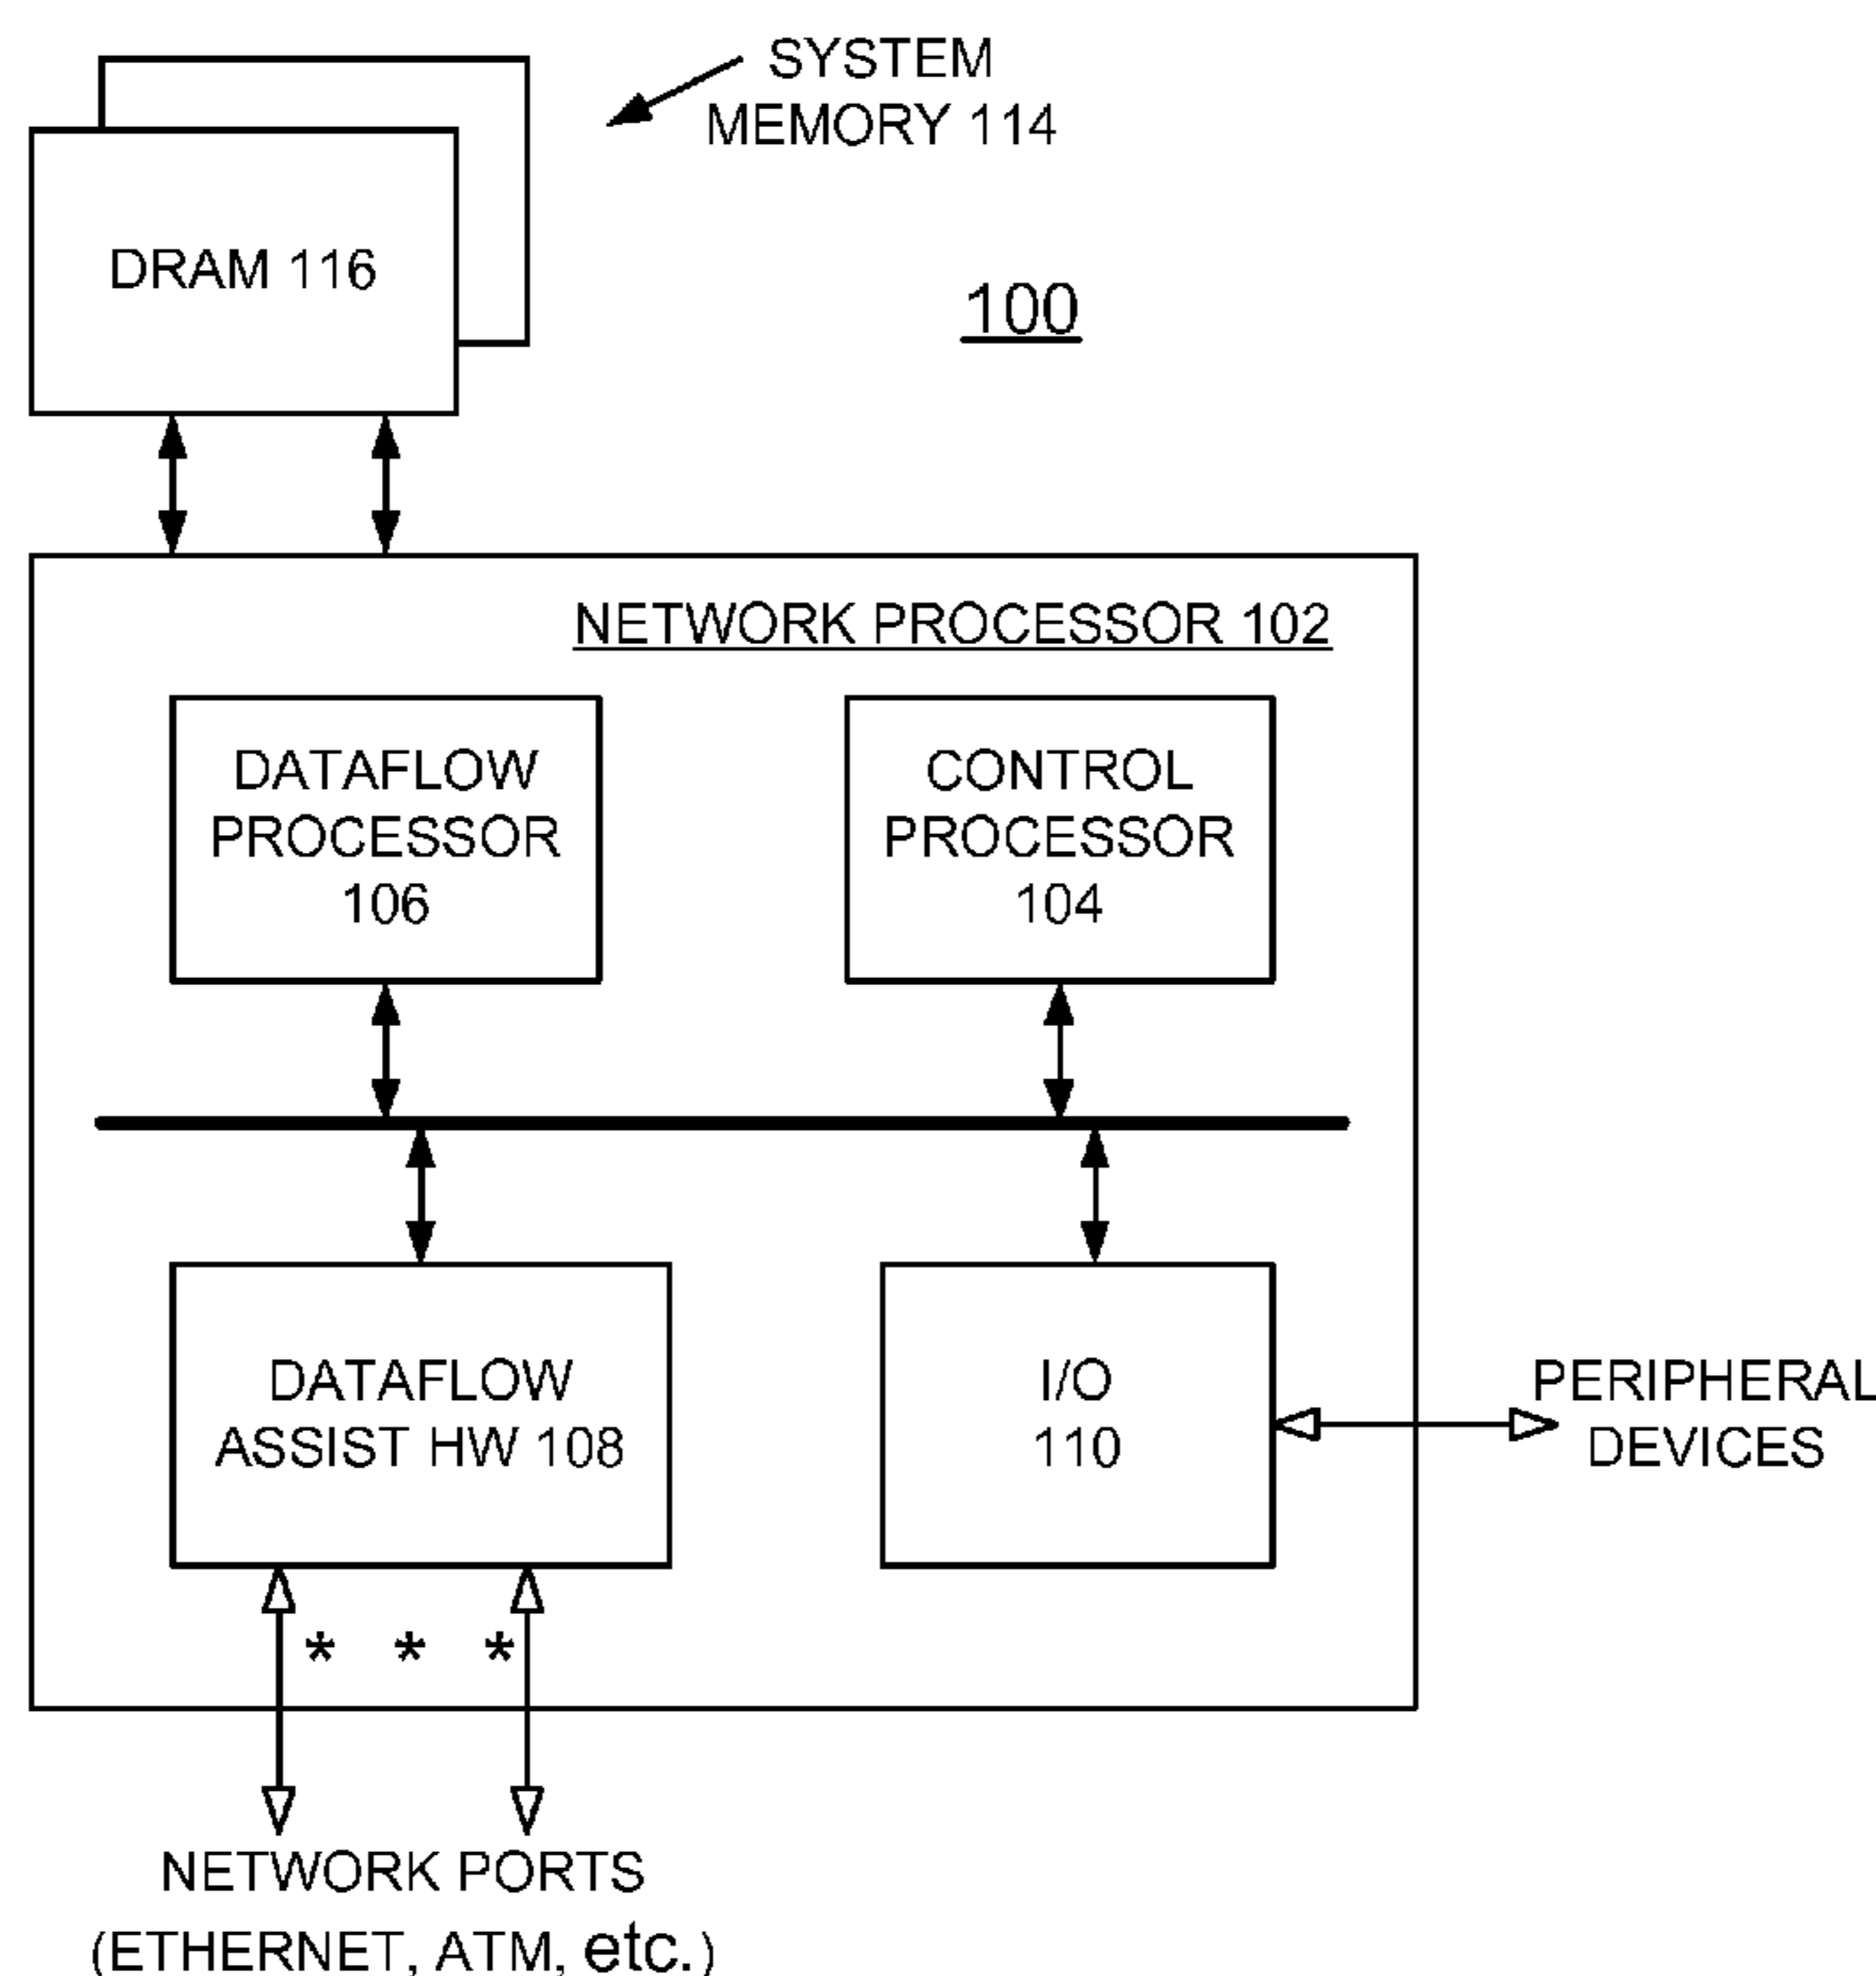 SYSTEM
MEMORY 114
DRAM 116
100
NETWORK PROCESSOR 102
DATAFLOW
PROCESSOR
106
CONTROL
PROCESSOR
104
DATAFLOW
ASSIST HW 108
I/O
110
PERIPHERAL
DEVICES
* * *
NETWORK PORTS
(ETHERNET, ATM, etc.)